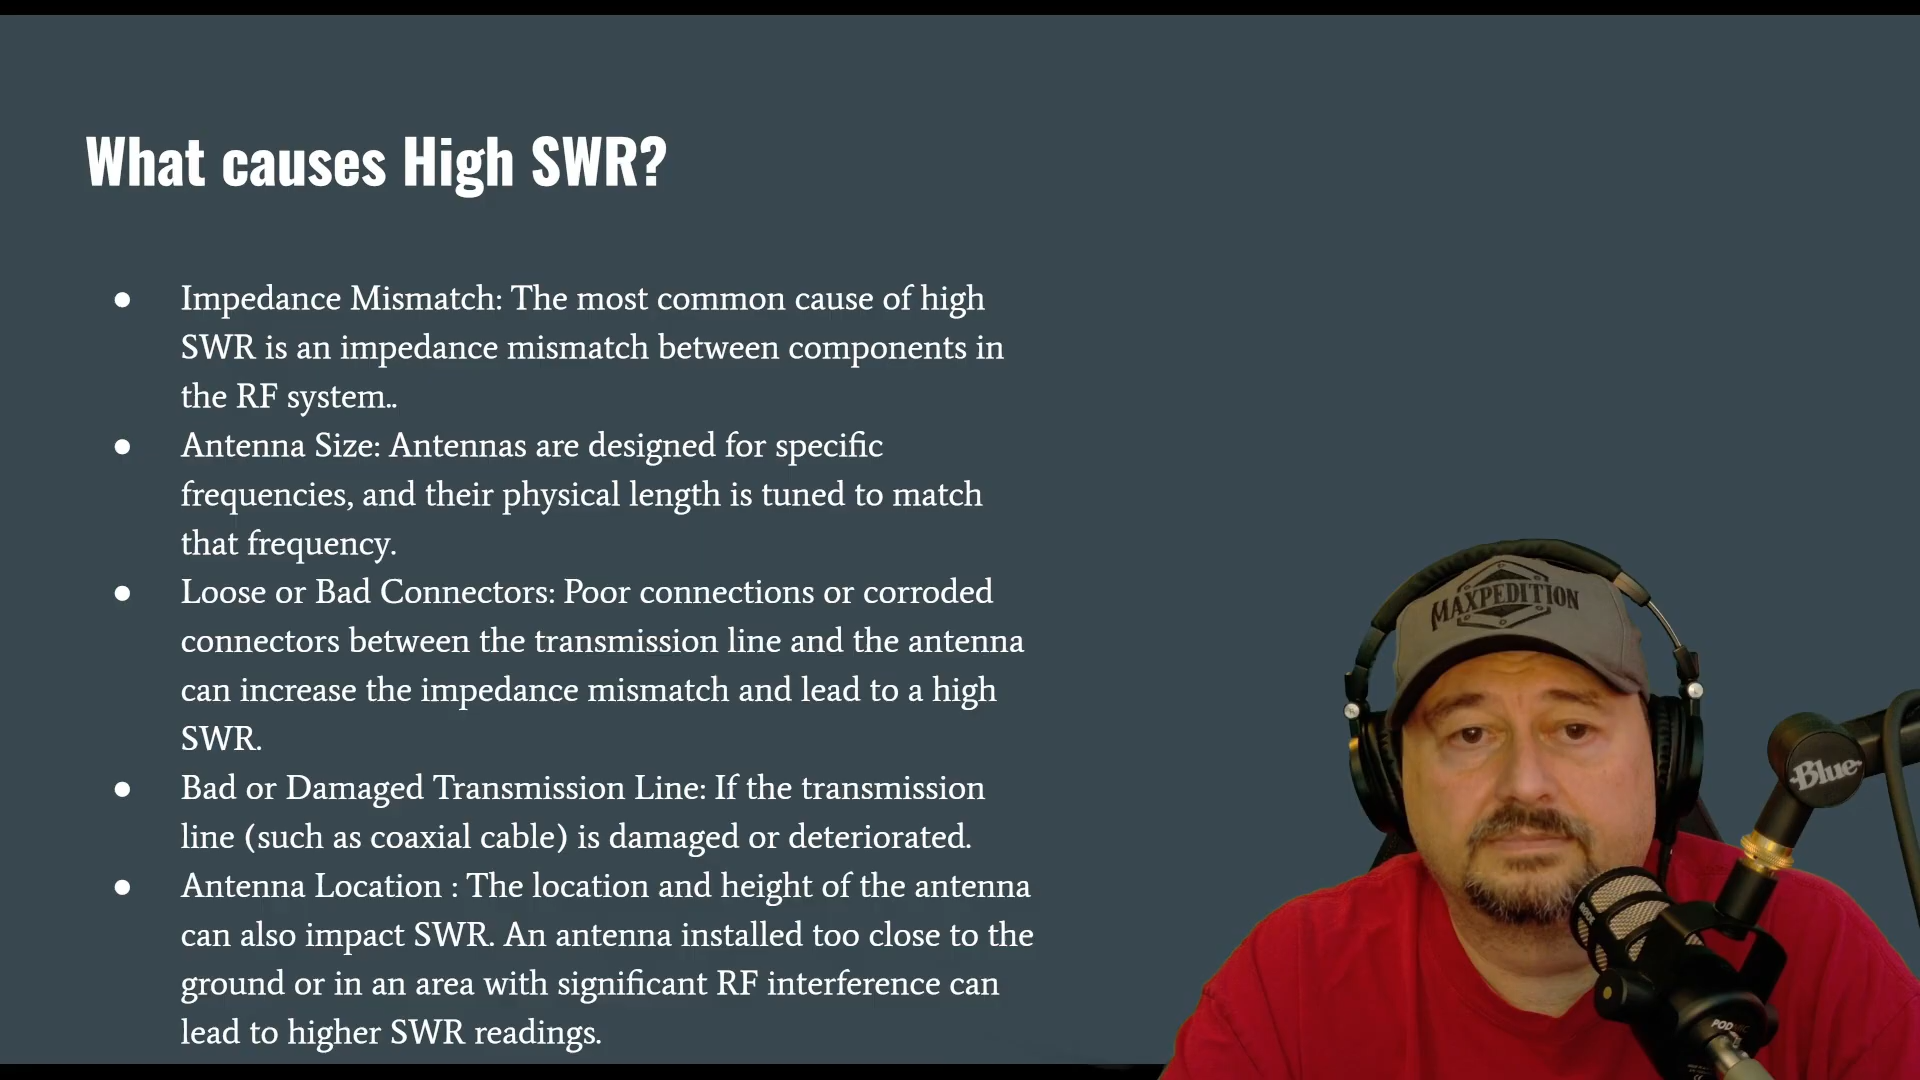 What causes High SWR?
● Impedance Mismatch: The most common cause of high
SWR is an impedance mismatch between components in
the RF system..
● Antenna Size: Antennas are designed for specific
frequencies, and their physical length is tuned to match
that frequency.
● Loose or Bad Connectors: Poor connections or corroded
connectors between the transmission line and the antenna
can increase the impedance mismatch and lead to a high
SWR.
● Bad or Damaged Transmission Line: If the transmission
line (such as coaxial cable) is damaged or deteriorated.
● Antenna Location : The location and height of the antenna
can also impact SWR. An antenna installed too close to the
ground or in an area with significant RF interference can
lead to higher SWR readings.
MAXPEDITION
Blue
RODE